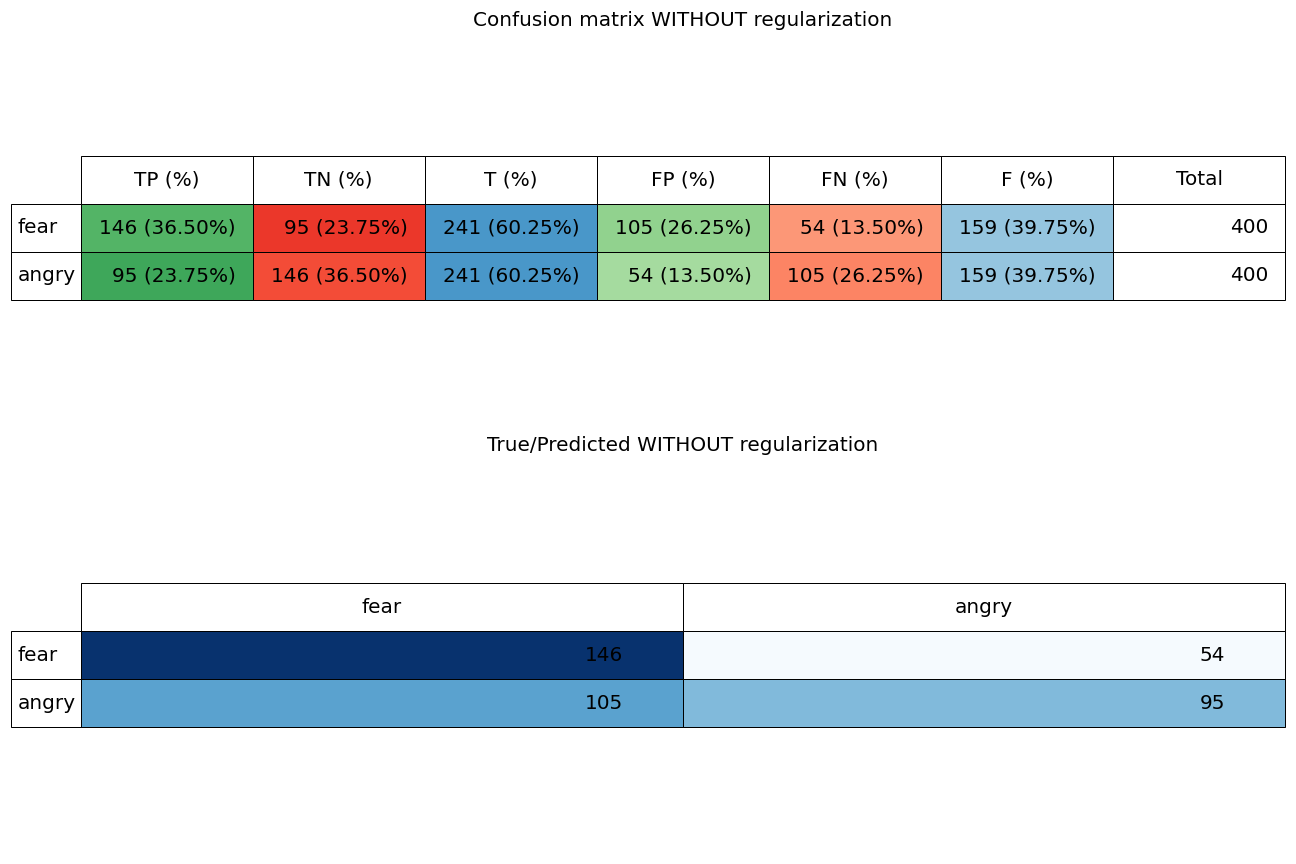 Confusion matrix WITHOUT regularization
TP (%) TN (%) T (%) FP (%) FN (%) F (%) Total
fear 146 (36.50%) 95 (23.75%) 241 (60.25%) 105 (26.25%) 54 (13.50%) 159 (39.75%) 400
angry 95 (23.75%) 146 (36.50%) 241 (60.25%) 54 (13.50%) 105 (26.25%) 159 (39.75%) 400
True/Predicted WITHOUT regularization
fear angry
fear 146 54
angry 105 95